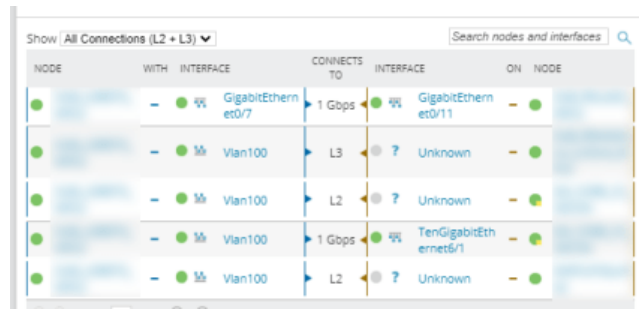 Show All Connections (L2 + L3)
Search nodes and interfaces
NODE WITH INTERFACE CONNECTS TO INTERFACE ON NODE
GigabitEthern
et0/7
1 Gbps
GigabitEthern
et0/11
Vlan100 L3 ? Unknown
Vlan100 L2 ? Unknown
Vlan100 1 Gbps
TenGigabitEth
ernet6/1
Vlan100 L2 ? Unknown